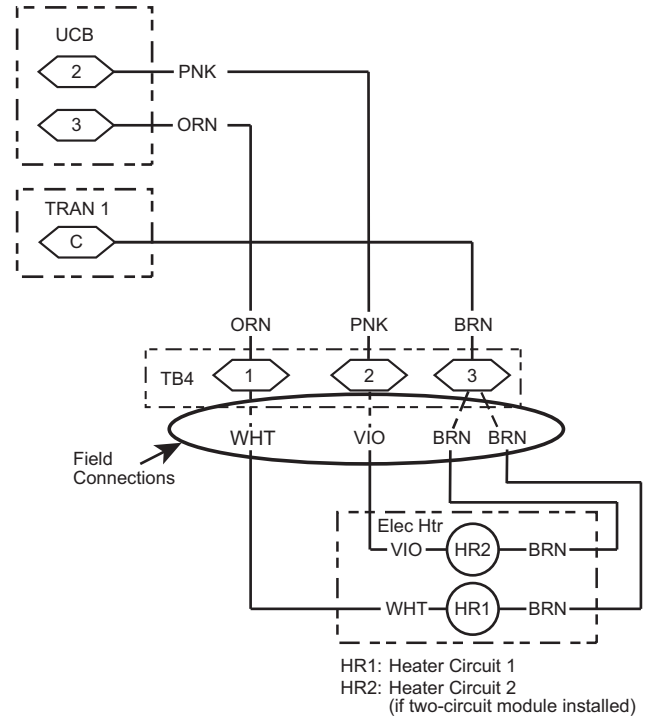 UCB
2
PNK
3
ORN
TRAN 1
C
ORN
PNK
BRN
TB4
1
2
3
WHT
VIO
BRN
BRN
Field
Connections
Elec Htr
VIO
HR2
BRN
WHT
HR1
BRN
HR1: Heater Circuit 1
HR2: Heater Circuit 2
(if two-circuit module installed)